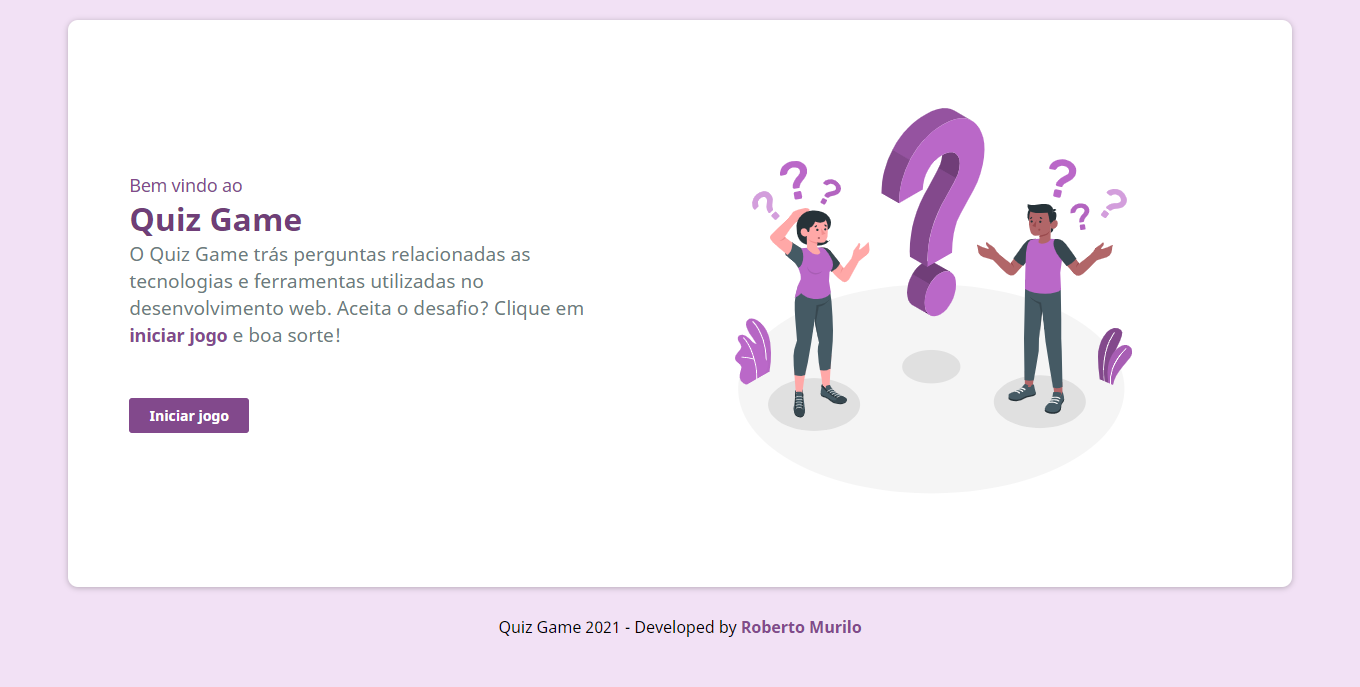 Bem vindo ao
Quiz Game
O Quiz Game trás perguntas relacionadas as
tecnologias e ferramentas utilizadas no
desenvolvimento web. Aceita o desafio? Clique em
iniciar jogo e boa sorte!
Iniciar jogo
? ? ?
?
? ? ? ?
Quiz Game 2021 - Developed by Roberto Murilo